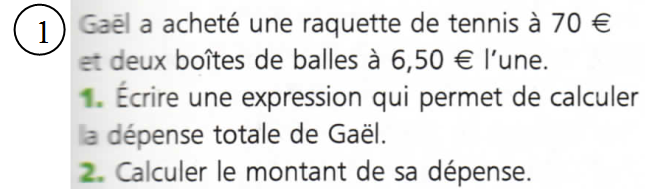 1 Gaël a acheté une raquette de tennis à 70 €
et deux boîtes de balles à 6,50 € l'une.
1. Écrire une expression qui permet de calculer
la dépense totale de Gaël.
2. Calculer le montant de sa dépense.